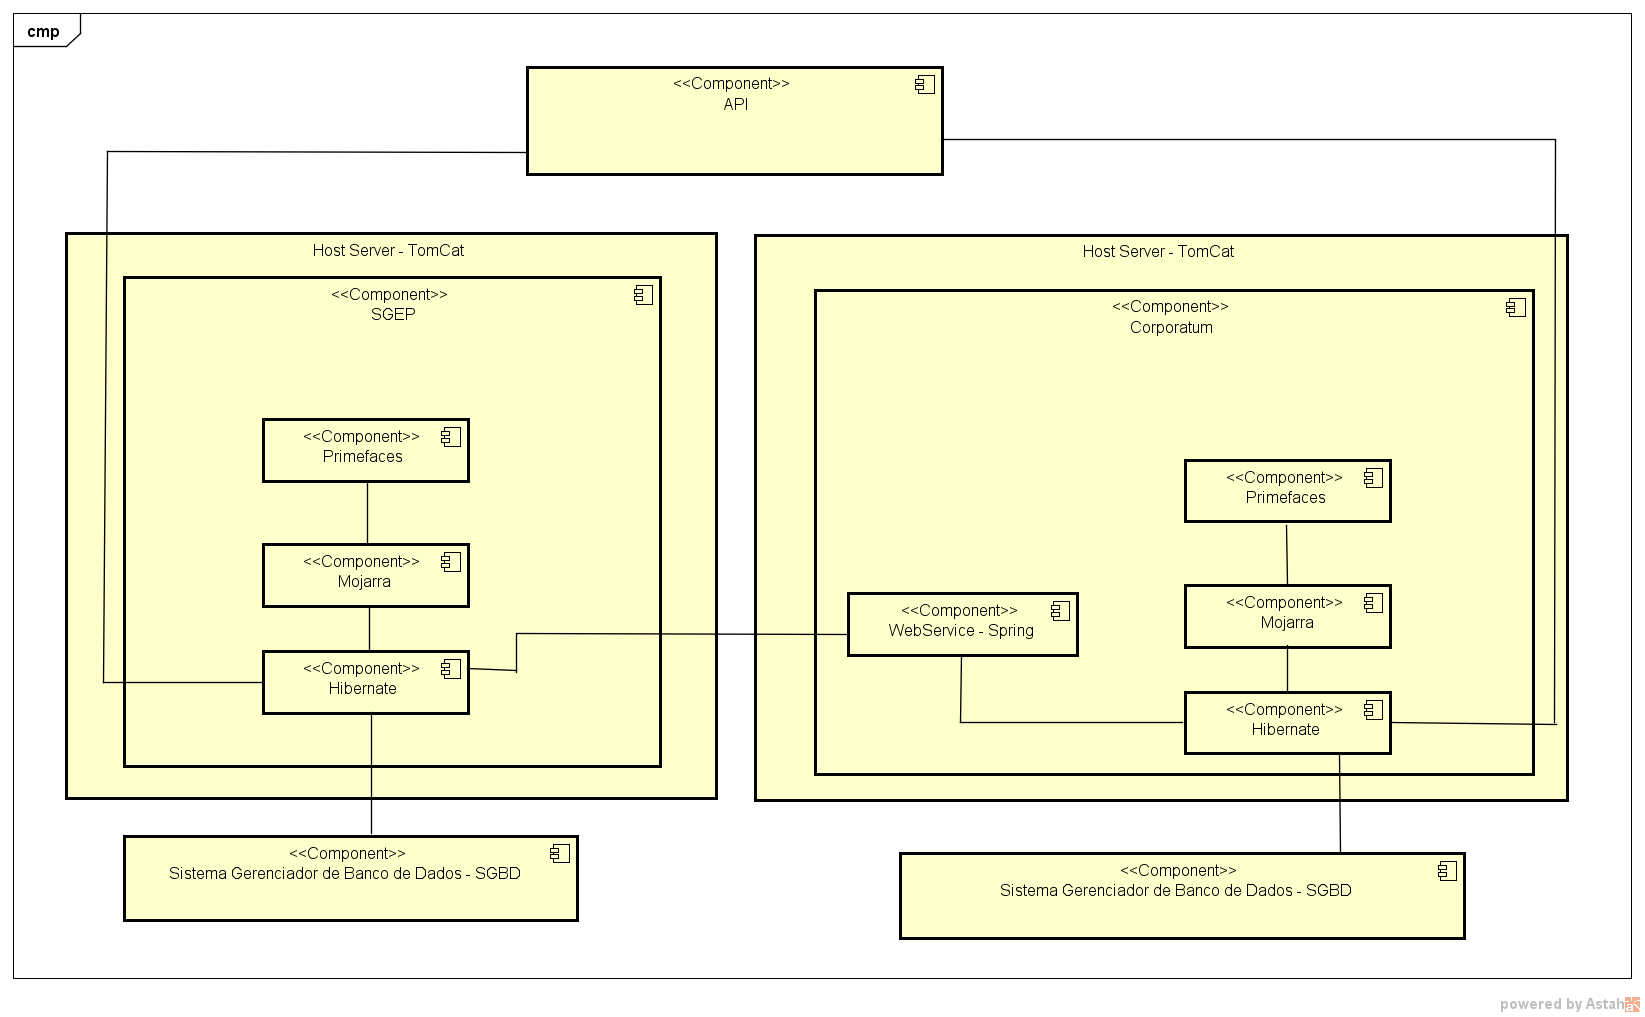 cmp
<<Component>>
API
Host Server - TomCat
<<Component>>
SGEP
<<Component>>
Primefaces
<<Component>>
Mojarra
<<Component>>
Hibernate
Host Server - TomCat
<<Component>>
Corporatum
<<Component>>
Primefaces
<<Component>>
WebService - Spring
<<Component>>
Mojarra
<<Component>>
Hibernate
<<Component>>
Sistema Gerenciador de Banco de Dados - SGBD
<<Component>>
Sistema Gerenciador de Banco de Dados - SGBD
powered by Astah